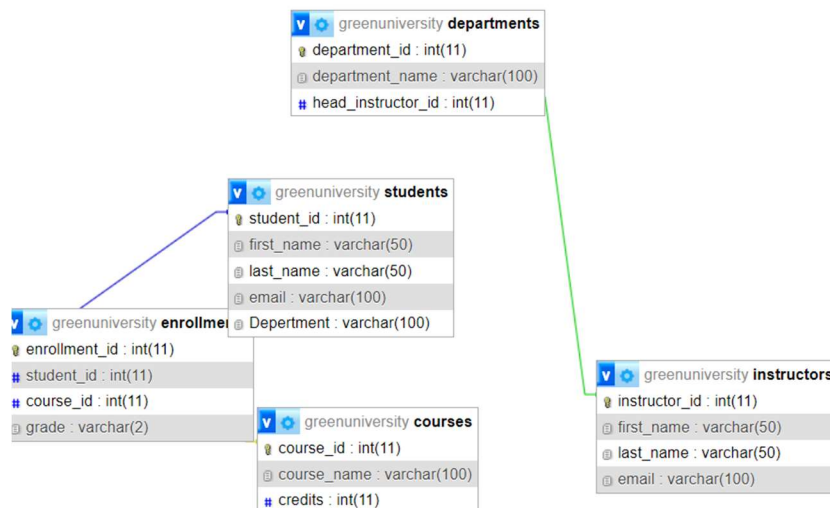 greenuniversity departments
department_id : int(11)
department_name : varchar(100)
# head_instructor_id : int(11)
greenuniversity students
student_id : int(11)
first_name : varchar(50)
last_name : varchar(50)
email : varchar(100)
Depertment : varchar(100)
greenuniversity enrollmen
enrollment_id : int(11)
# student_id : int(11)
# course_id : int(11)
grade : varchar(2)
greenuniversity courses
course_id : int(11)
course_name : varchar(100)
# credits : int(11)
greenuniversity instructors
instructor_id : int(11)
first_name : varchar(50)
last_name : varchar(50)
email : varchar(100)